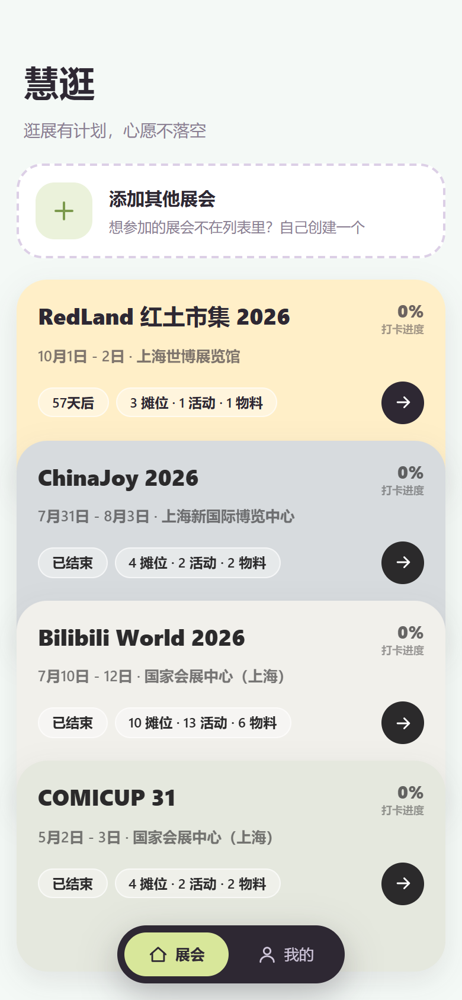 慧逛
逛展有计划，心愿不落空
添加其他展会
想参加的展会不在列表里？自己创建一个
RedLand 红土市集 2026
0%
打卡进度
10月1日 - 2日 · 上海世博展览馆
57天后
3 摊位 · 1 活动 · 1 物料
ChinaJoy 2026
0%
打卡进度
7月31日 - 8月3日 · 上海新国际博览中心
已结束
4 摊位 · 2 活动 · 2 物料
Bilibili World 2026
0%
打卡进度
7月10日 - 12日 · 国家会展中心（上海）
已结束
10 摊位 · 13 活动 · 6 物料
COMICUP 31
0%
打卡进度
5月2日 - 3日 · 国家会展中心（上海）
已结束
4 摊位 · 2 活动 · 2 物料
展会
我的